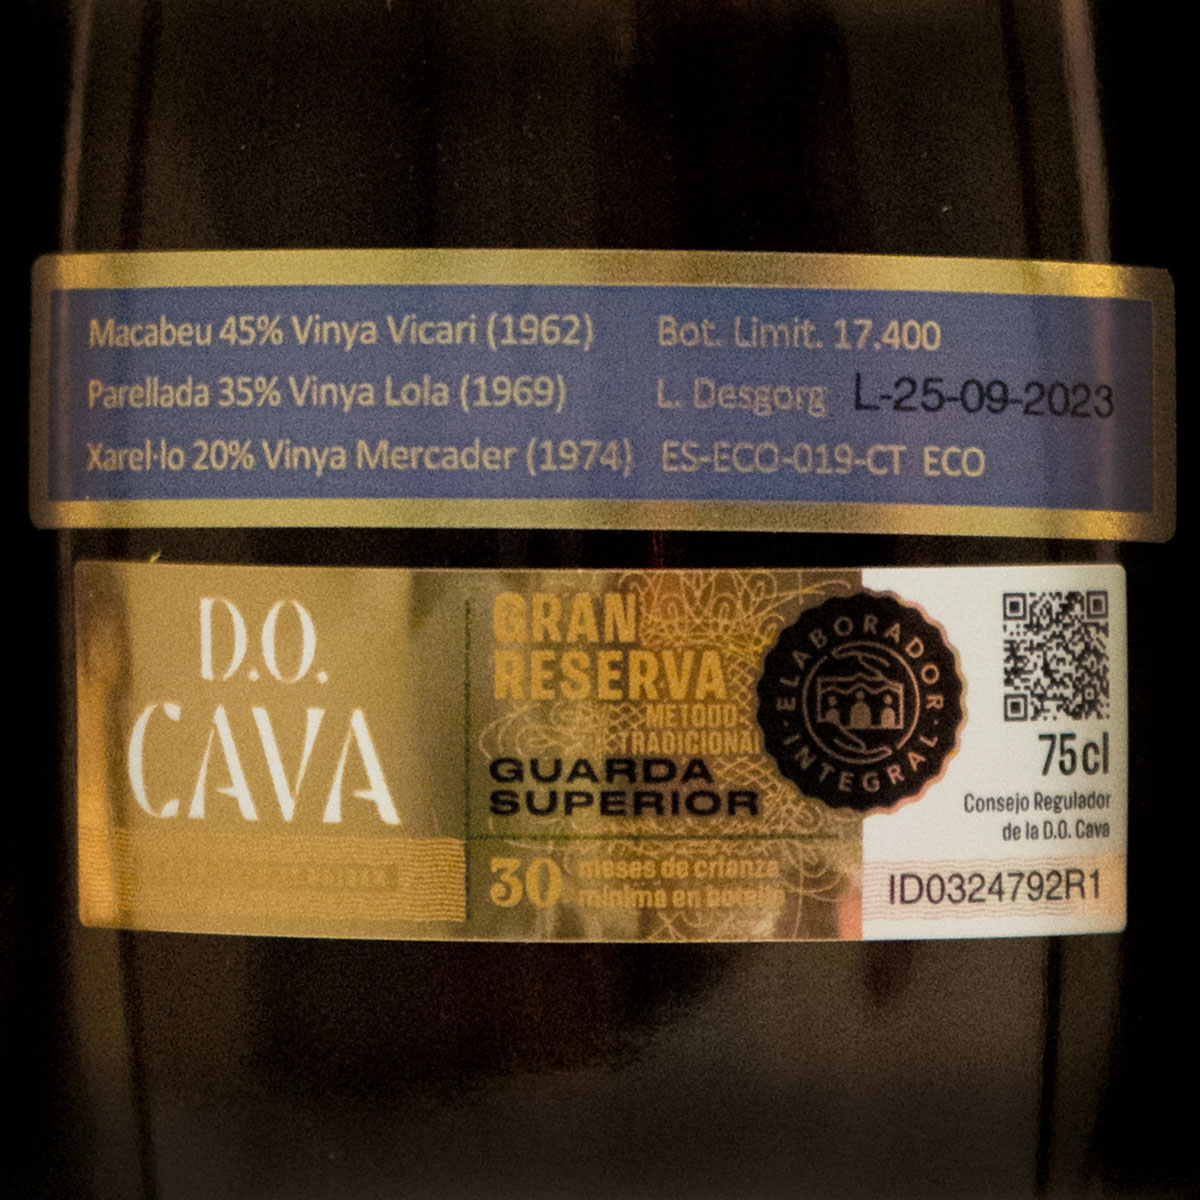 Macabeu 45% Vinya Vicari (1962)
Parellada 35% Vinya Lola (1969)
Xarel·lo 20% Vinya Mercader (1974)
Bot. Limit. 17.400
L. Desgorg L-25-09-2023
ES-ECO-019-CT ECO
D.O.
CAVA
GRAN
RESERVA
METODO
TRADICIONAL
GUARDA
SUPERIOR
30 meses de crianza
mínima en botella
ELABORADOR
INTEGRAL
75cl
Consejo Regulador
de la D.O. Cava
ID0324792R1